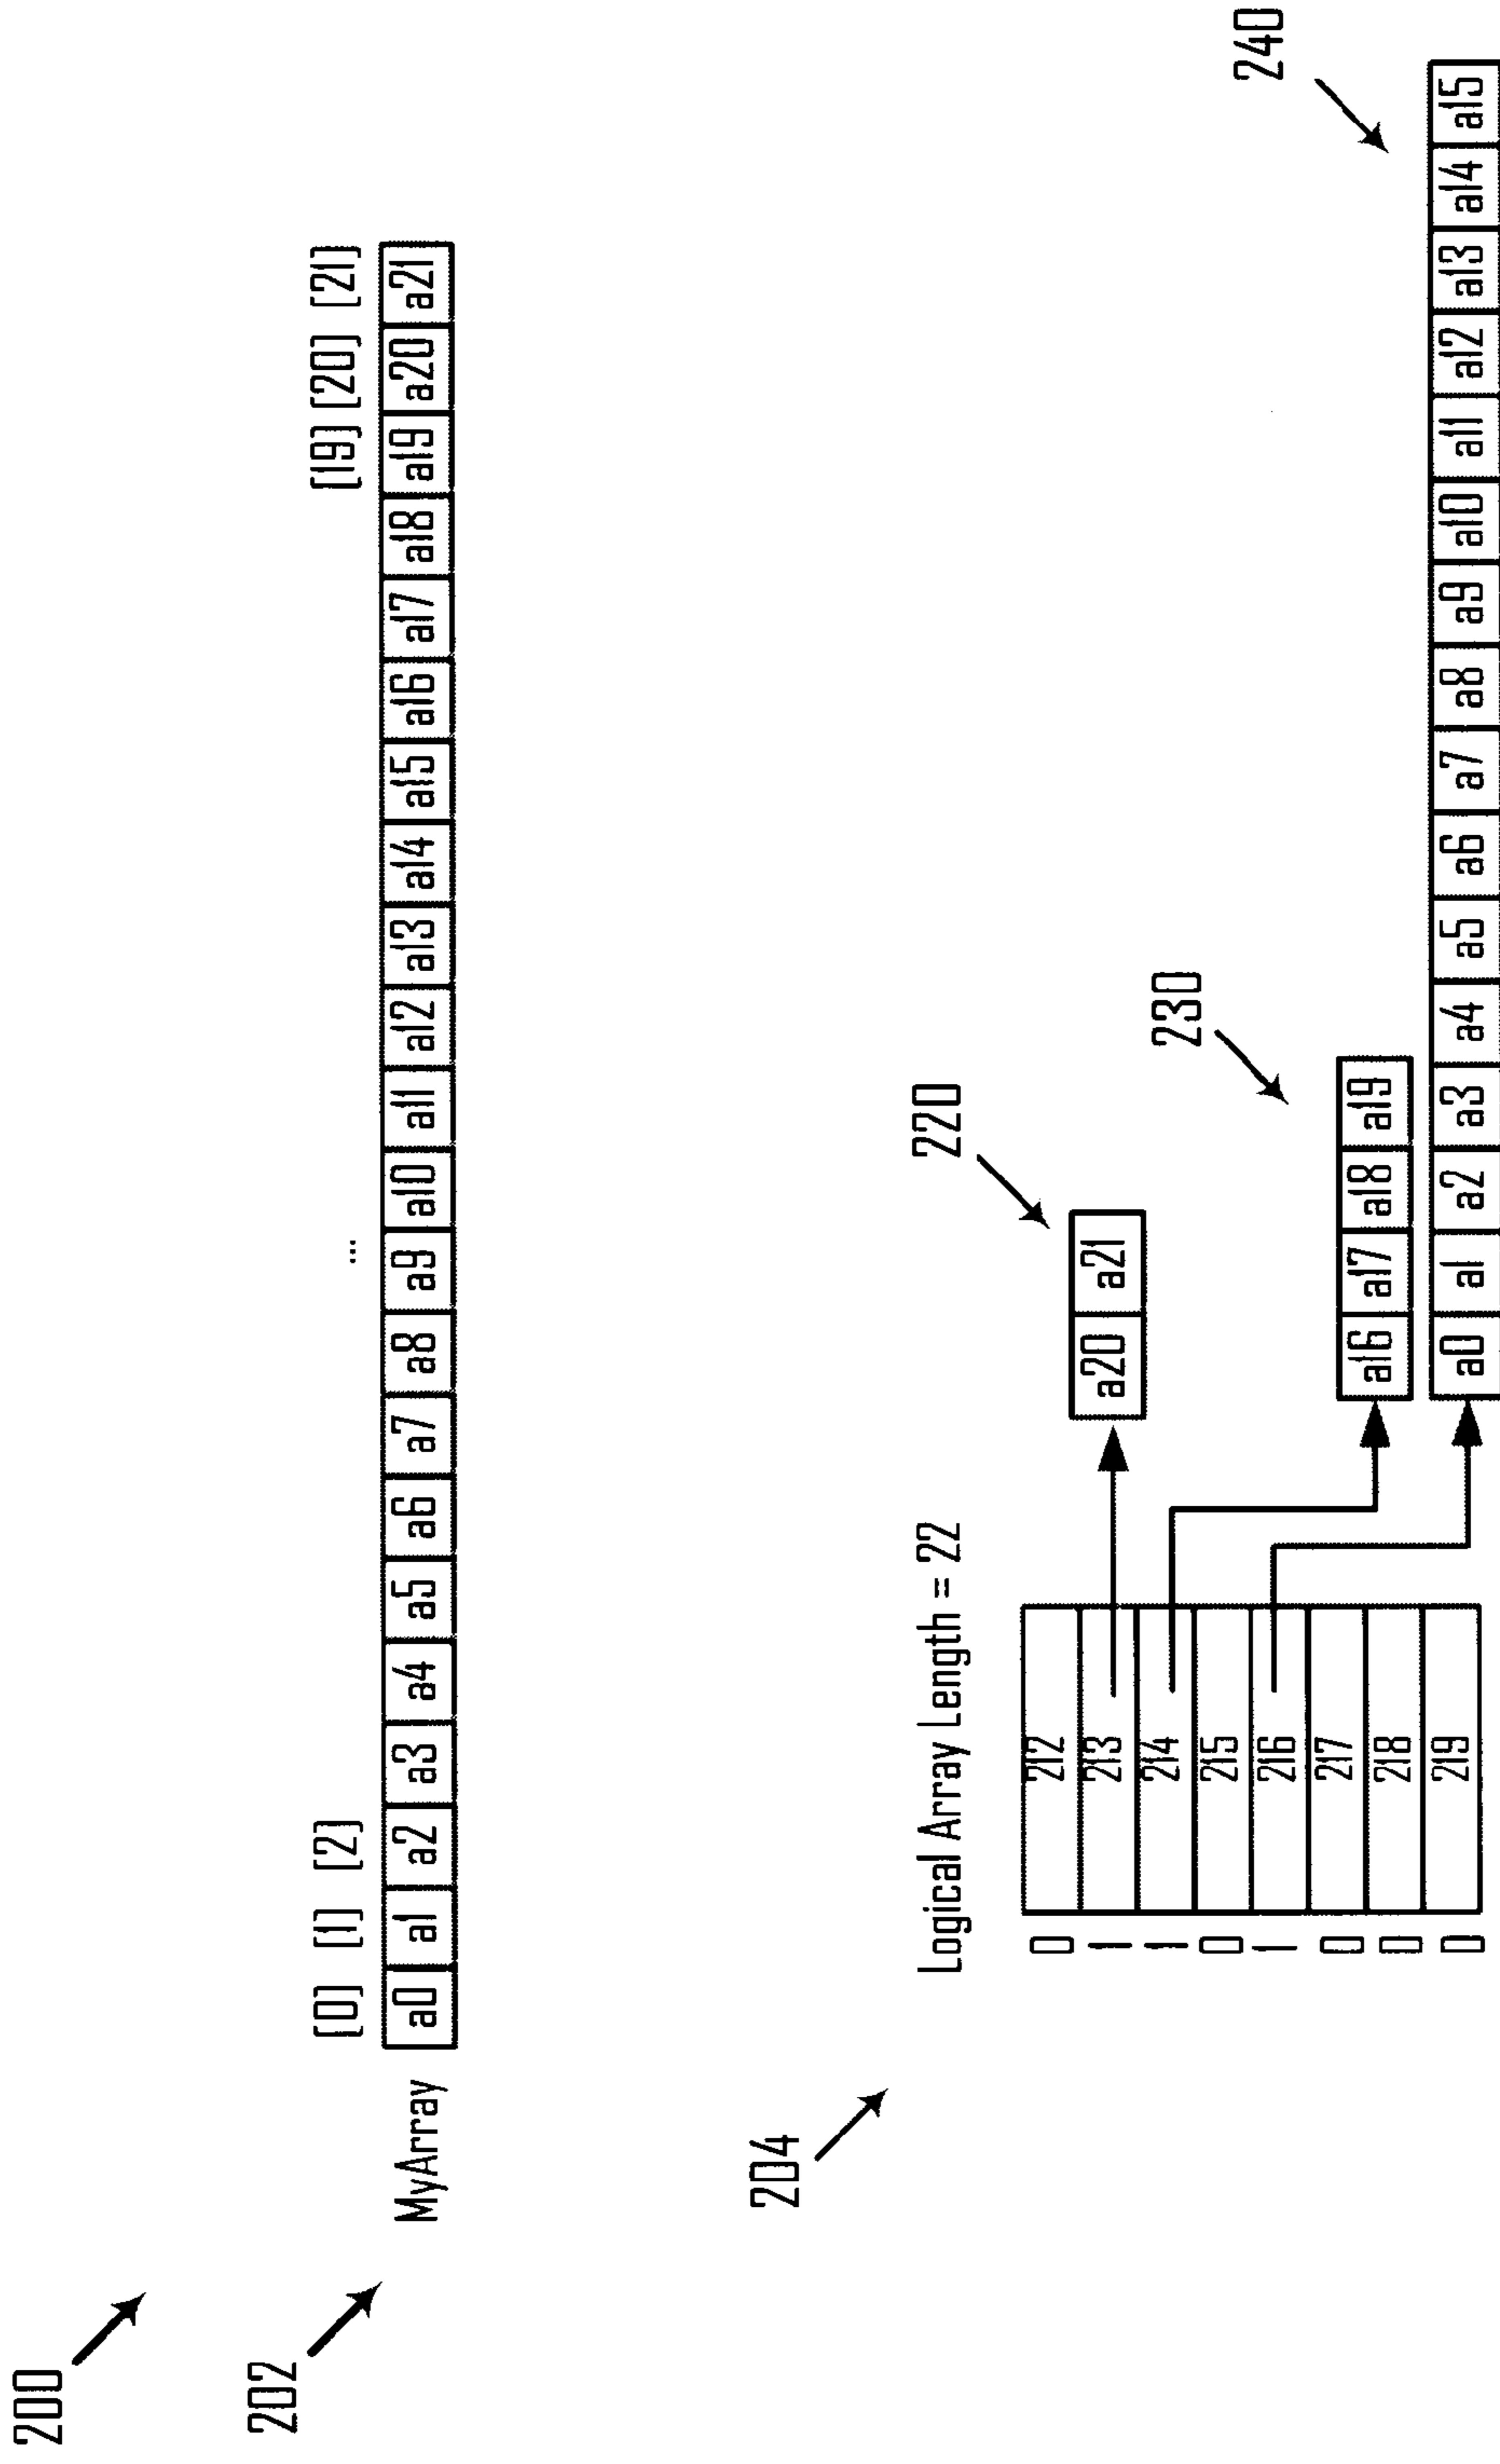 200
202
[0] [1] [2] ... [19] [20] [21]
MyArray a0 a1 a2 a3 a4 a5 a6 a7 a8 a9 a10 a11 a12 a13 a14 a15 a16 a17 a18 a19 a20 a21
204
Logical Array Length = 22
220
0 212
1 213 a20 a21
1 214
0 215
230
1 216
0 217
240
0 218 a16 a17 a18 a19
0 219 a0 a1 a2 a3 a4 a5 a6 a7 a8 a9 a10 a11 a12 a13 a14 a15